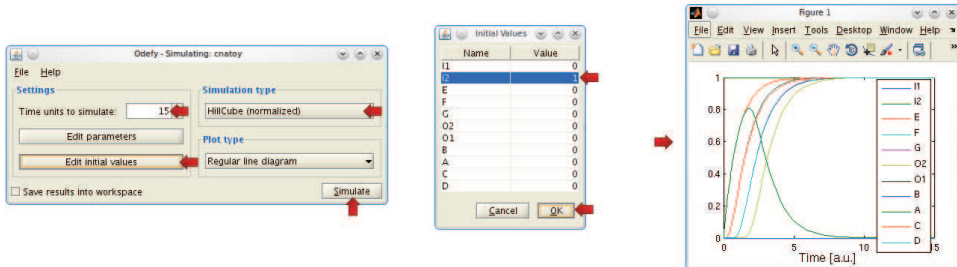 Odefy - Simulating: cnatoy
File Help
Settings
Time units to simulate: 15
Edit parameters
Edit initial values
Simulation type
HillCube (normalized)
Plot type
Regular line diagram
Save results into workspace
Simulate
Initial Values
Name Value
I1 0
I2 1
E 0
F 0
G 0
O2 0
O1 0
B 0
A 0
C 0
D 0
Cancel OK
Figure 1
File Edit View Insert Tools Desktop Window Help
1
0.8
0.6
0.4
0.2
0
0 5 10 15
Time [a.u.]
I1
I2
E
F
G
O2
O1
B
A
C
D